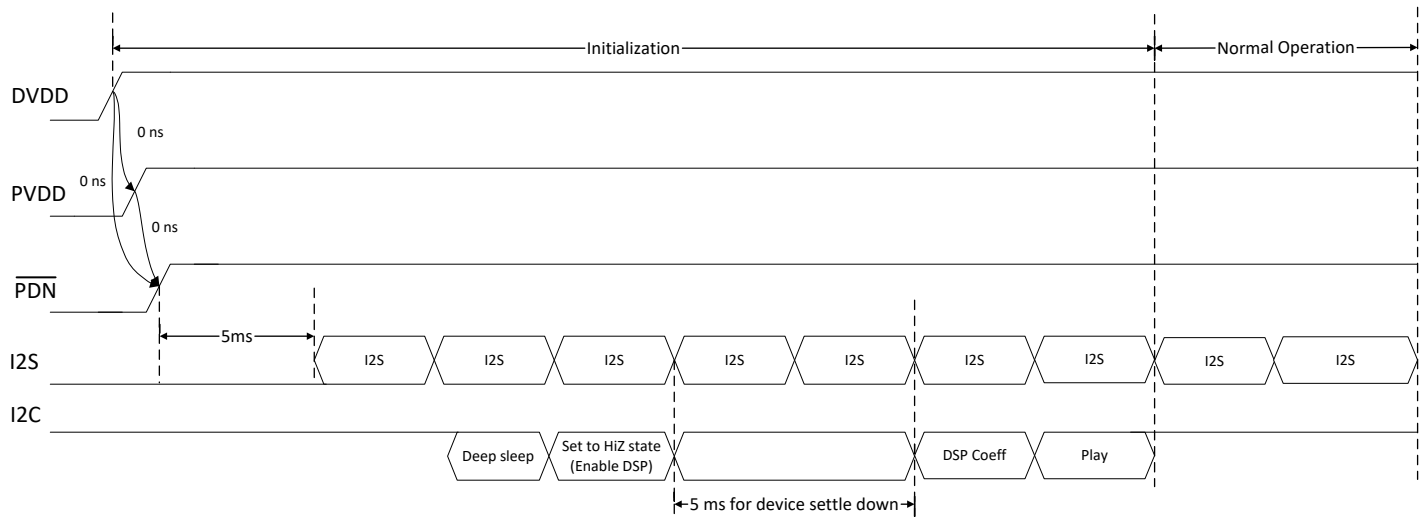 Initialization
Normal Operation
DVDD
0 ns
PVDD
0 ns
0 ns
PDN
5ms
I2S
I2S
I2S
I2S
I2S
I2S
I2S
I2S
I2S
I2S
I2C
Deep sleep
Set to HiZ state
(Enable DSP)
DSP Coeff
Play
5 ms for device settle down